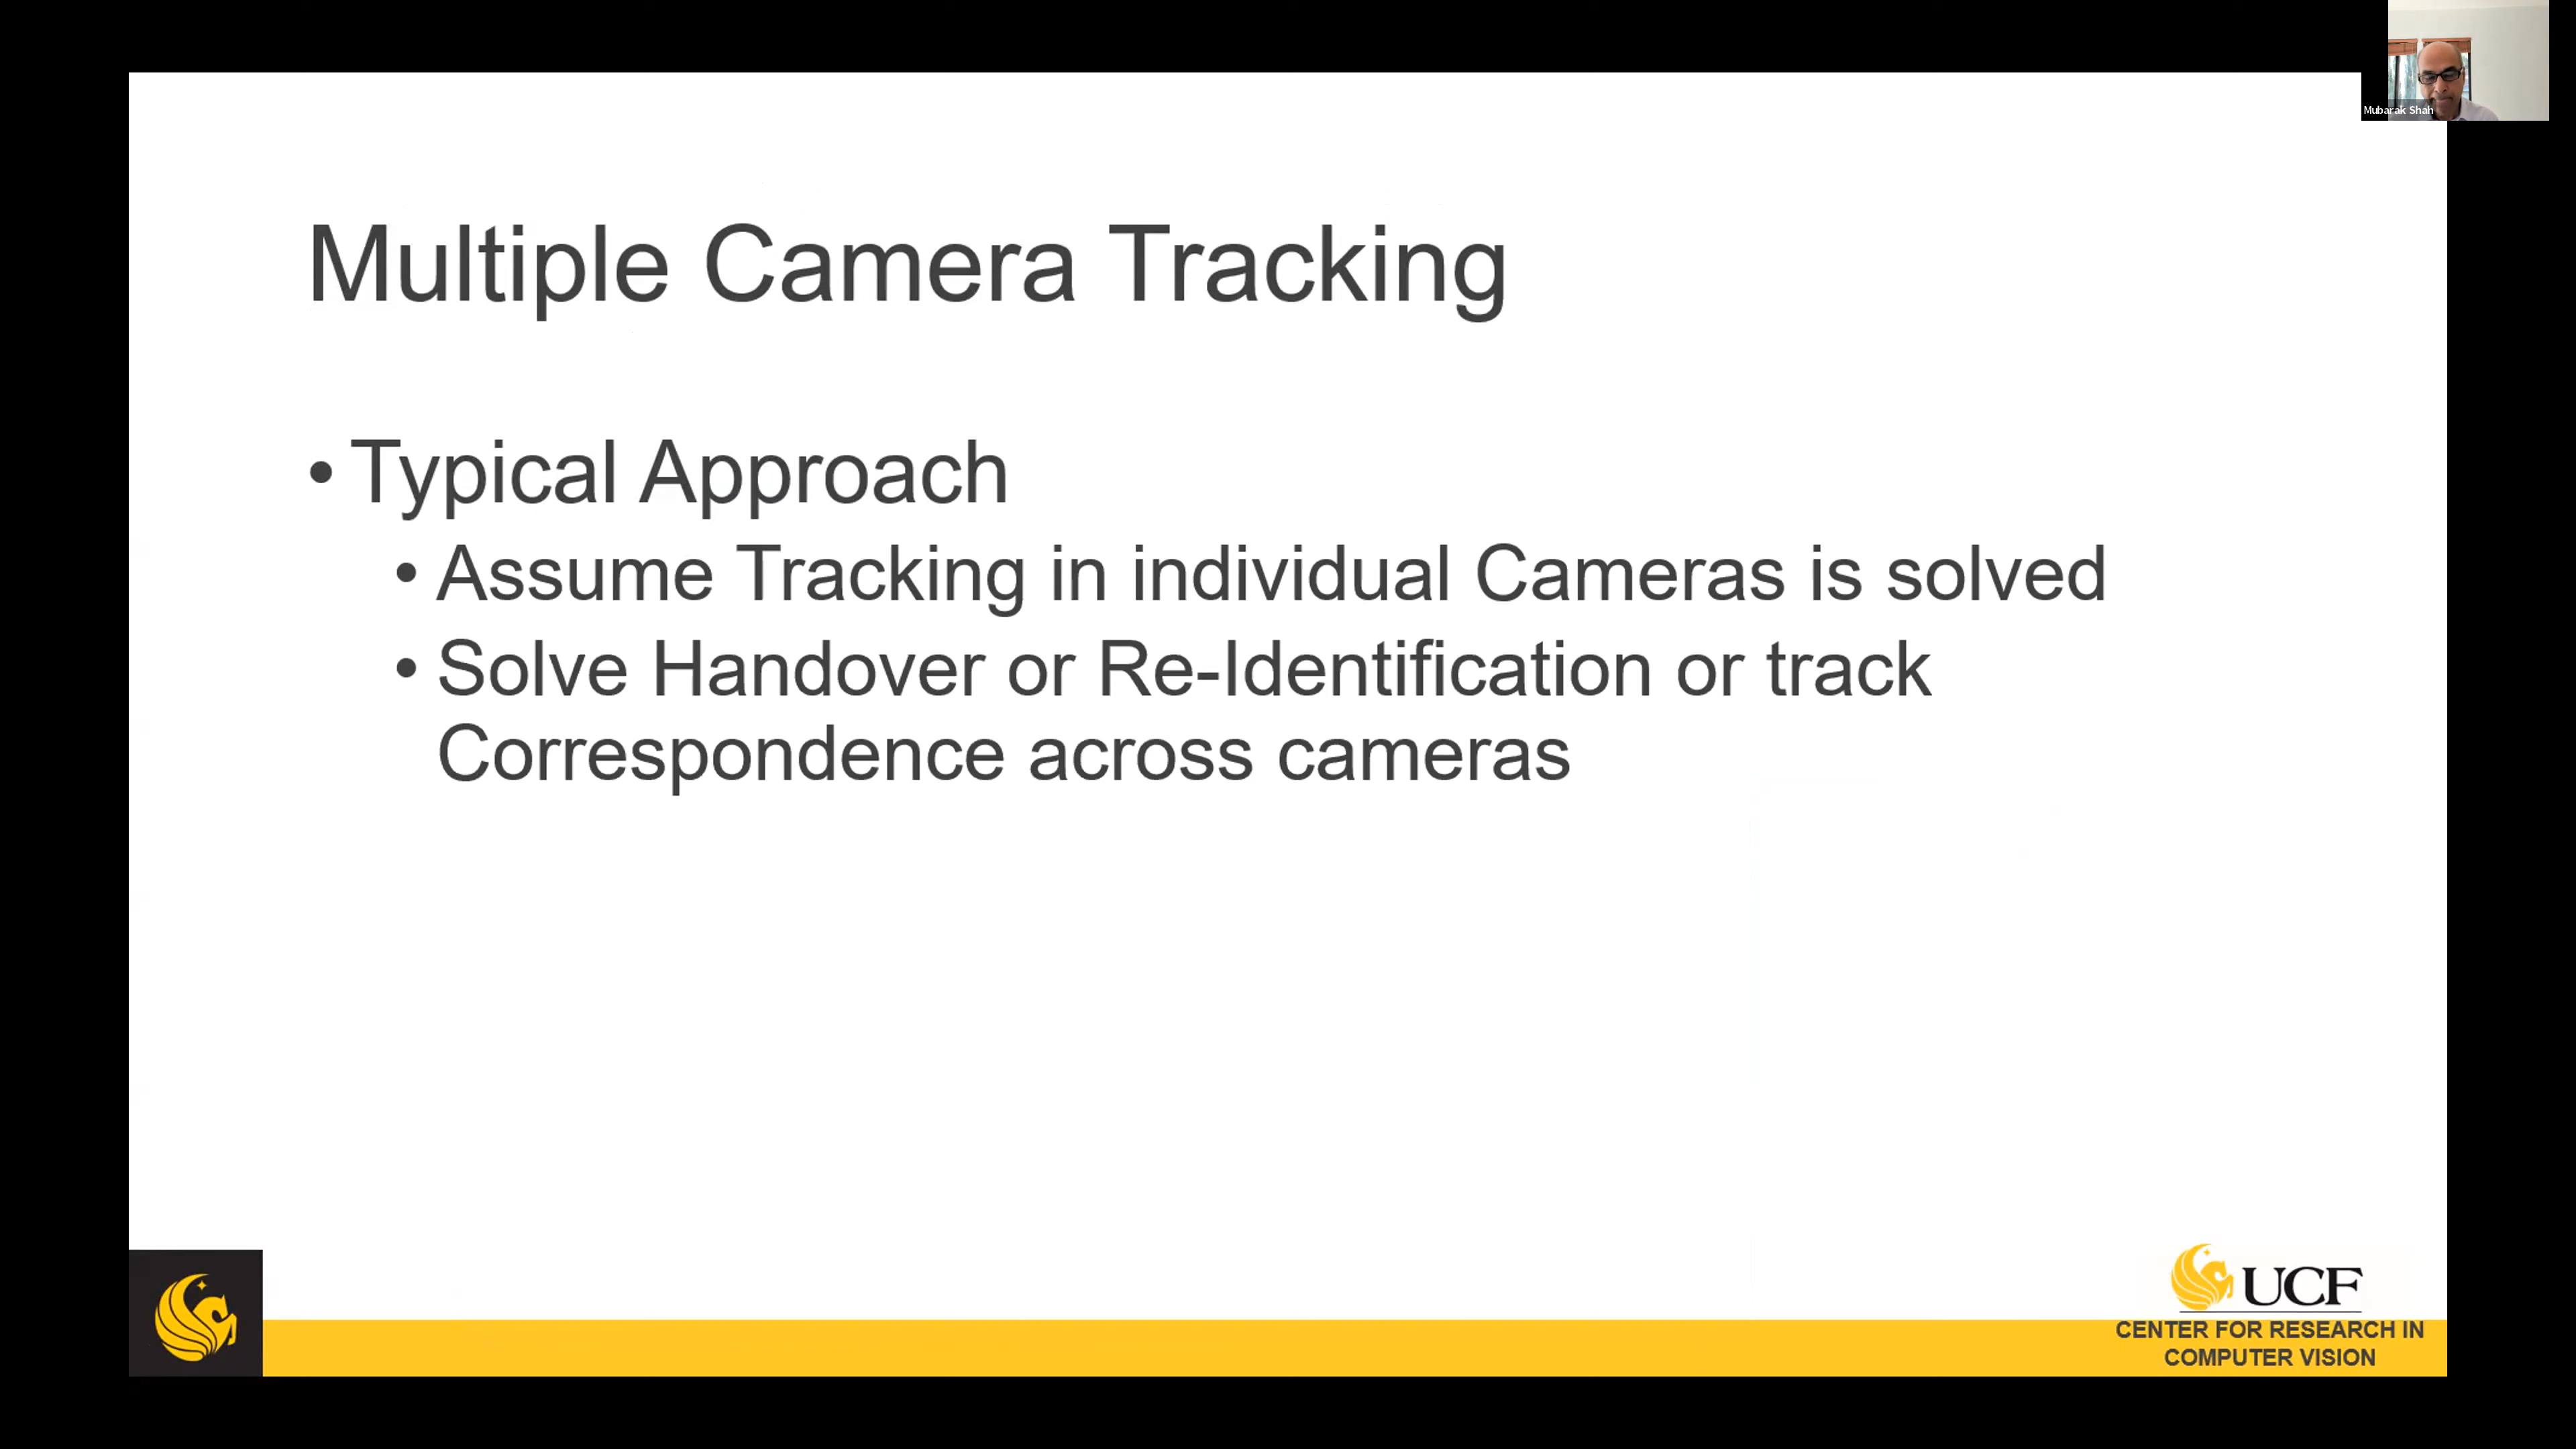 Mubarak Shah
Multiple Camera Tracking
• Typical Approach
• Assume Tracking in individual Cameras is solved
• Solve Handover or Re-Identification or track
Correspondence across cameras
UCF
CENTER FOR RESEARCH IN
COMPUTER VISION